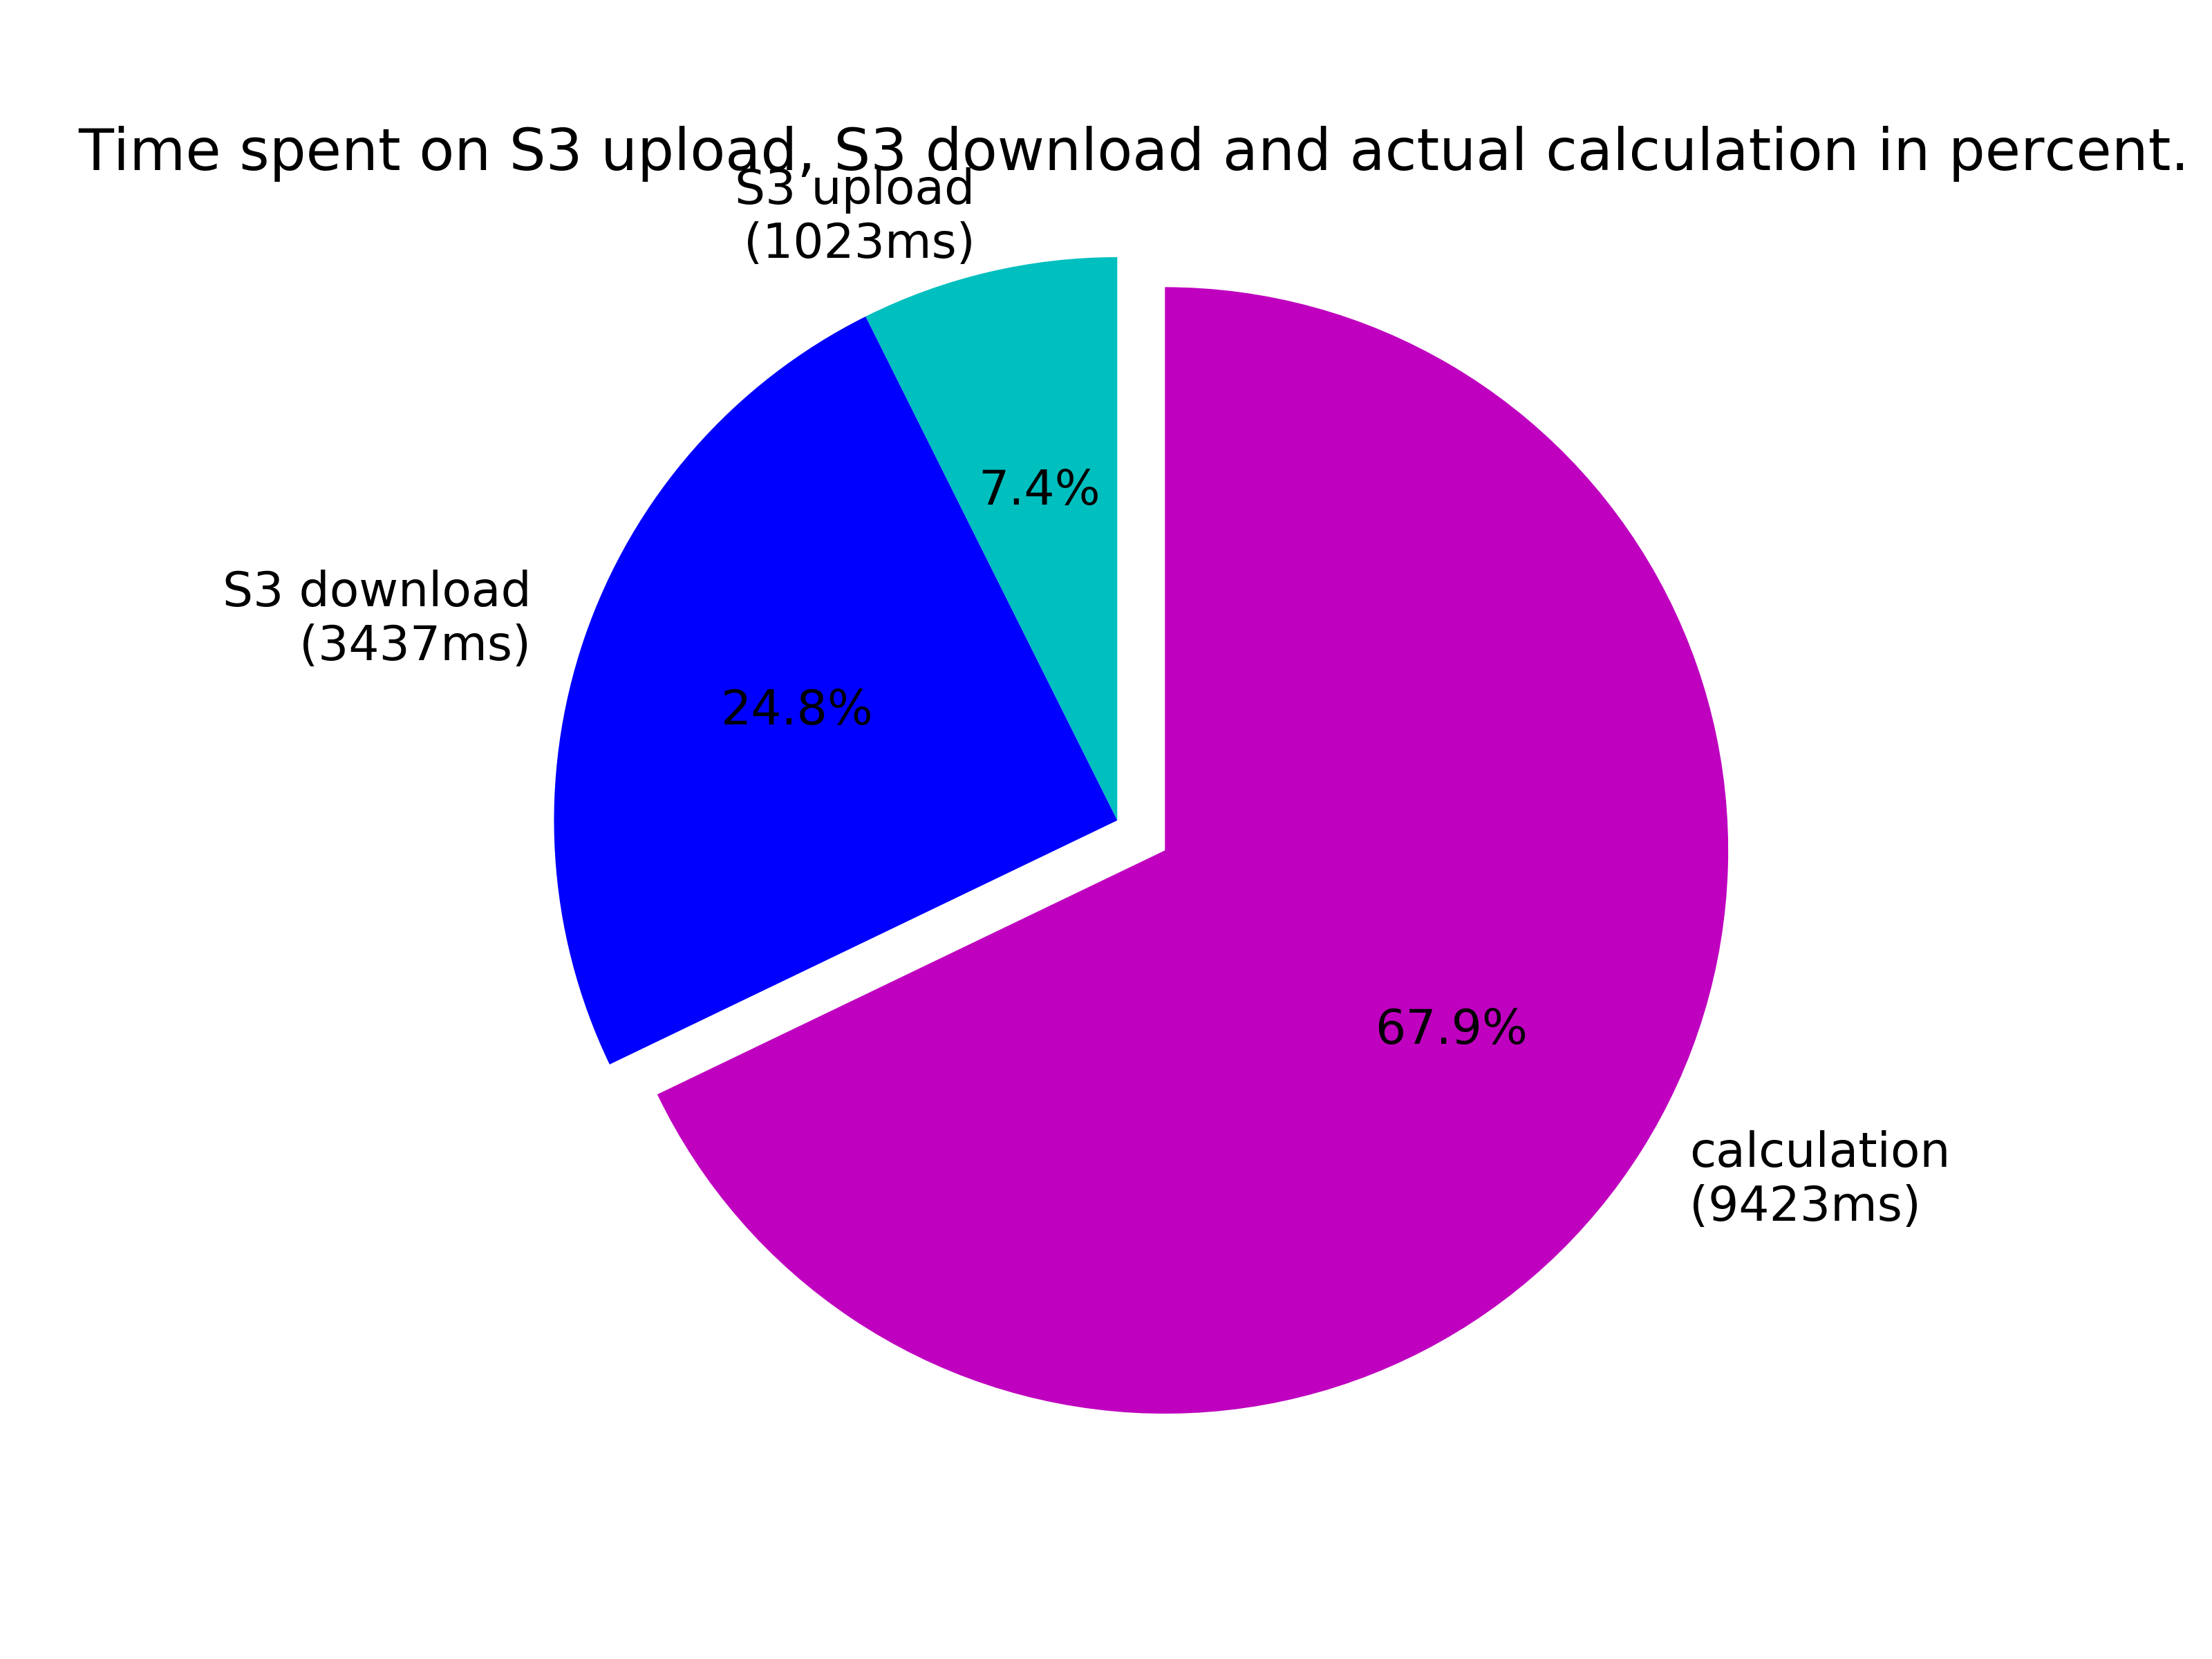 Time spent on S3 upload, S3 download and actual calculation in percent.
S3 upload
(1023ms)
7.4%
S3 download
(3437ms)
24.8%
67.9%
calculation
(9423ms)